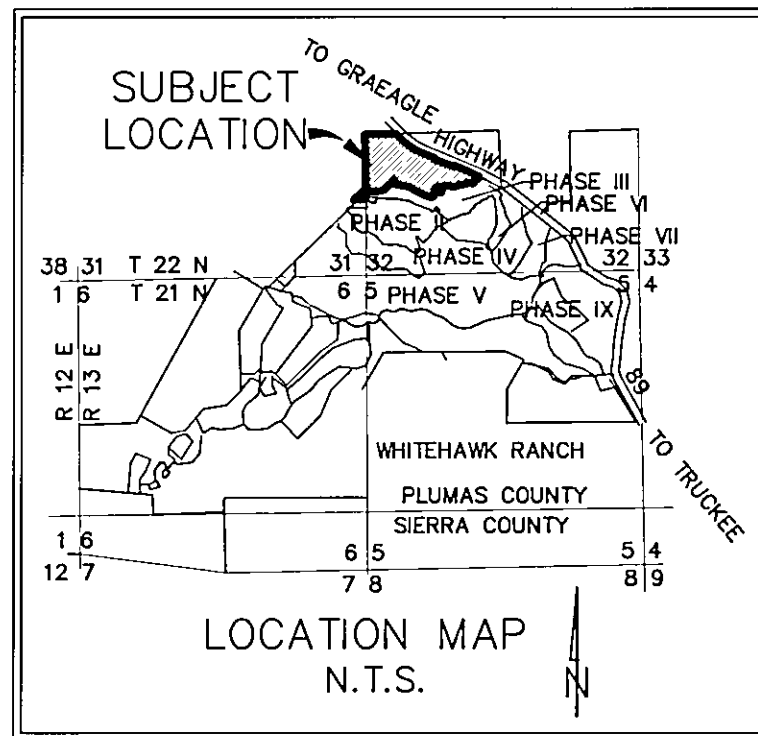 TO GRAEAGLE
SUBJECT
LOCATION
HIGHWAY
PHASE III
PHASE VI
PHASE II
PHASE VII
PHASE IV
38 31 T 22 N 31 32 32 33
1 6 T 21 N 6 5 PHASE V 5 4
PHASE IX
R 12 E
R 13 E
89
TO TRUCKEE
WHITEHAWK RANCH
PLUMAS COUNTY
SIERRA COUNTY
1 6 6 5 5 4
12 7 7 8 8 9
LOCATION MAP
N.T.S.
N